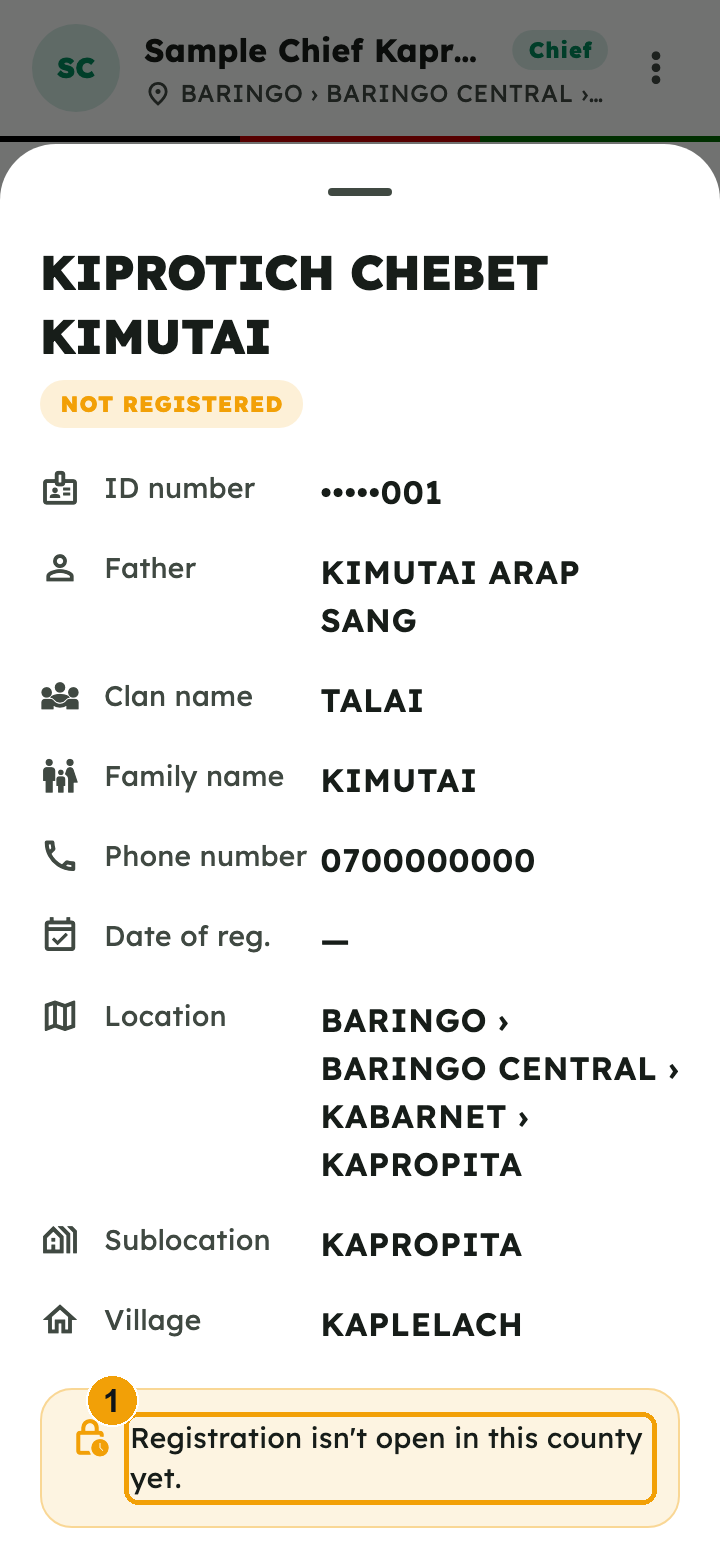 SC
Sample Chief Kapr...
Chief
BARINGO › BARINGO CENTRAL ›...
KIPROTICH CHEBET
KIMUTAI
NOT REGISTERED
ID number
•••••001
Father
KIMUTAI ARAP
SANG
Clan name
TALAI
Family name
KIMUTAI
Phone number
0700000000
Date of reg.
—
Location
BARINGO ›
BARINGO CENTRAL ›
KABARNET ›
KAPROPITA
Sublocation
KAPROPITA
Village
KAPLELACH
1
Registration isn't open in this county
yet.